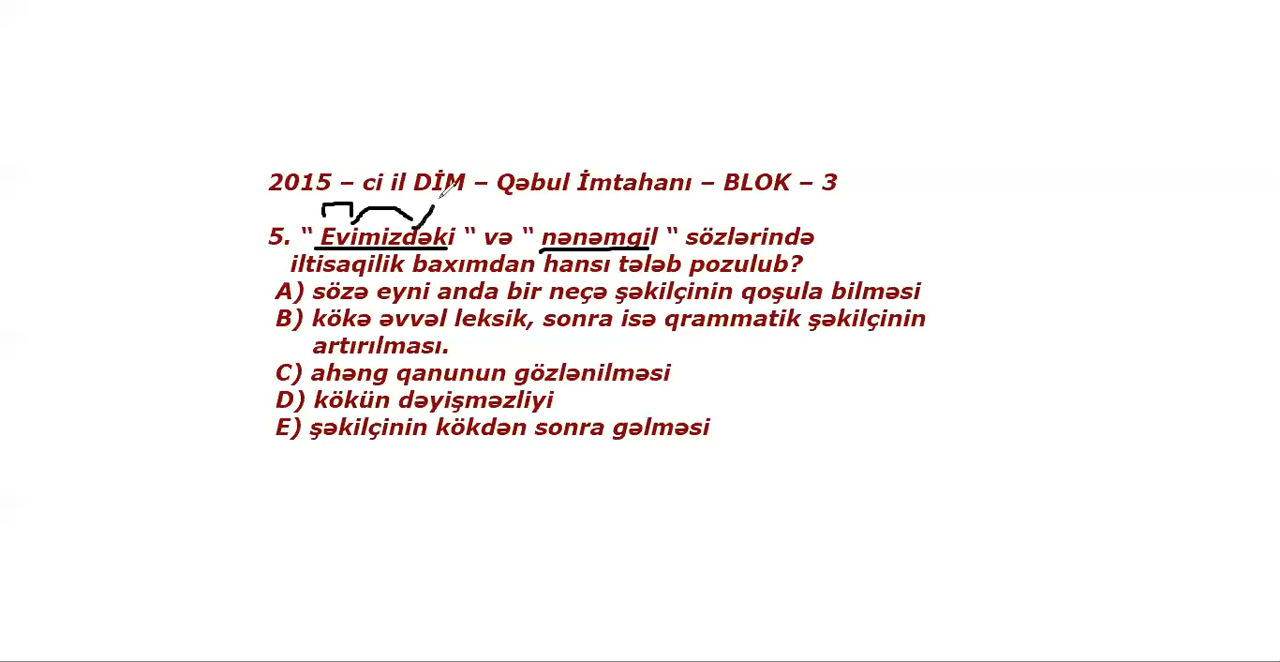 2015 – ci il DİM – Qəbul İmtahanı – BLOK – 3
5. “ Evimizdəki “ və “ nənəmgil “ sözlərində
iltisaqilik baxımdan hansı tələb pozulub?
A) sözə eyni anda bir neçə şəkilçinin qoşula bilməsi
B) kökə əvvəl leksik, sonra isə qrammatik şəkilçinin
artırılması.
C) ahəng qanunun gözlənilməsi
D) kökün dəyişməzliyi
E) şəkilçinin kökdən sonra gəlməsi